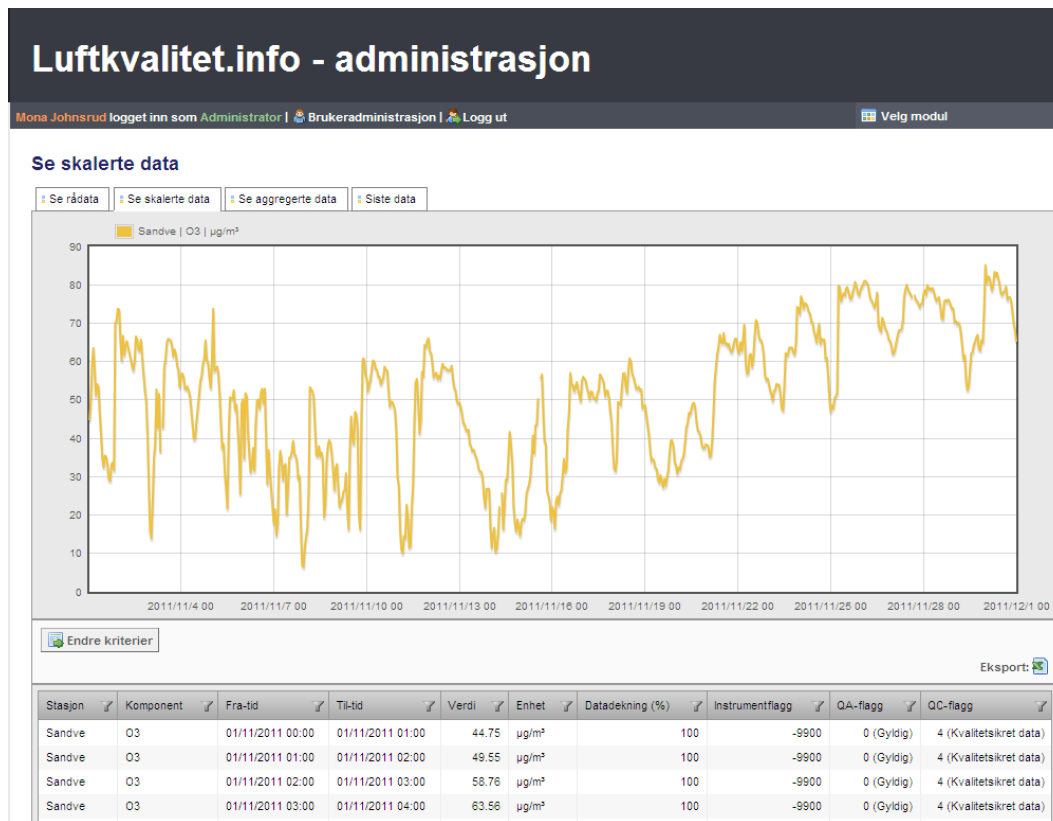 Luftkvalitet.info - administrasjon
Mona Johnsrud logget inn som Administrator | Brukeradministrasjon | Logg ut
Velg modul
Se skalerte data
Se rådata
Se skalerte data
Se aggregerte data
Siste data
Sandve | O3 | µg/m³
90
80
70
60
50
40
30
20
10
0
2011/11/4 00 2011/11/7 00 2011/11/10 00 2011/11/13 00 2011/11/16 00 2011/11/19 00 2011/11/22 00 2011/11/25 00 2011/11/28 00 2011/12/1 00
Endre kriterier
Eksport:
Stasjon Komponent Fra-tid Til-tid Verdi Enhet Datadekning (%) Instrumentflagg QA-flagg QC-flagg
Sandve O3 01/11/2011 00:00 01/11/2011 01:00 44.75 µg/m³ 100 -9900 0 (Gyldig) 4 (Kvalitetsikret data)
Sandve O3 01/11/2011 01:00 01/11/2011 02:00 49.55 µg/m³ 100 -9900 0 (Gyldig) 4 (Kvalitetsikret data)
Sandve O3 01/11/2011 02:00 01/11/2011 03:00 58.76 µg/m³ 100 -9900 0 (Gyldig) 4 (Kvalitetsikret data)
Sandve O3 01/11/2011 03:00 01/11/2011 04:00 63.56 µg/m³ 100 -9900 0 (Gyldig) 4 (Kvalitetsikret data)